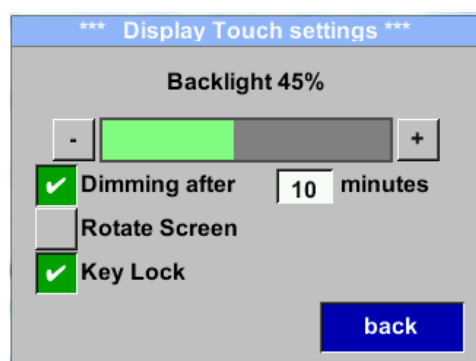 *** Display Touch settings ***
Backlight 45%
- +
Dimming after 10 minutes
Rotate Screen
Key Lock
back